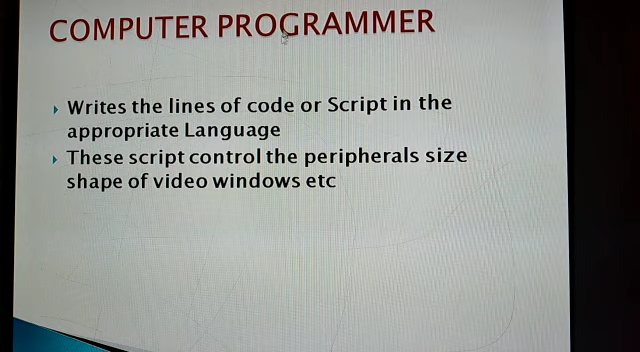 COMPUTER PROGRAMMER
Writes the lines of code or Script in the
appropriate Language
These script control the peripherals size
shape of video windows etc